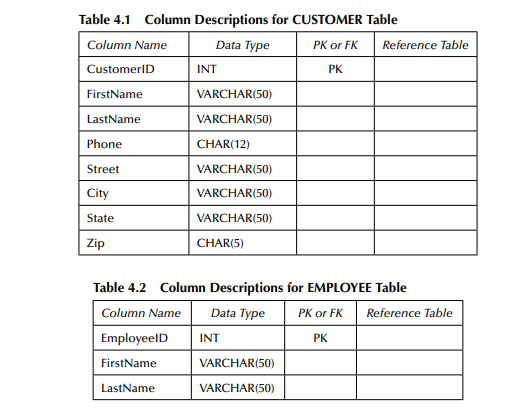 Table 4.1 Column Descriptions for CUSTOMER Table
Column Name Data Type PK or FK Reference Table
CustomerID INT PK
FirstName VARCHAR(50)
LastName VARCHAR(50)
Phone CHAR(12)
Street VARCHAR(50)
City VARCHAR(50)
State VARCHAR(50)
Zip CHAR(5)
Table 4.2 Column Descriptions for EMPLOYEE Table
Column Name Data Type PK or FK Reference Table
EmployeeID INT PK
FirstName VARCHAR(50)
LastName VARCHAR(50)